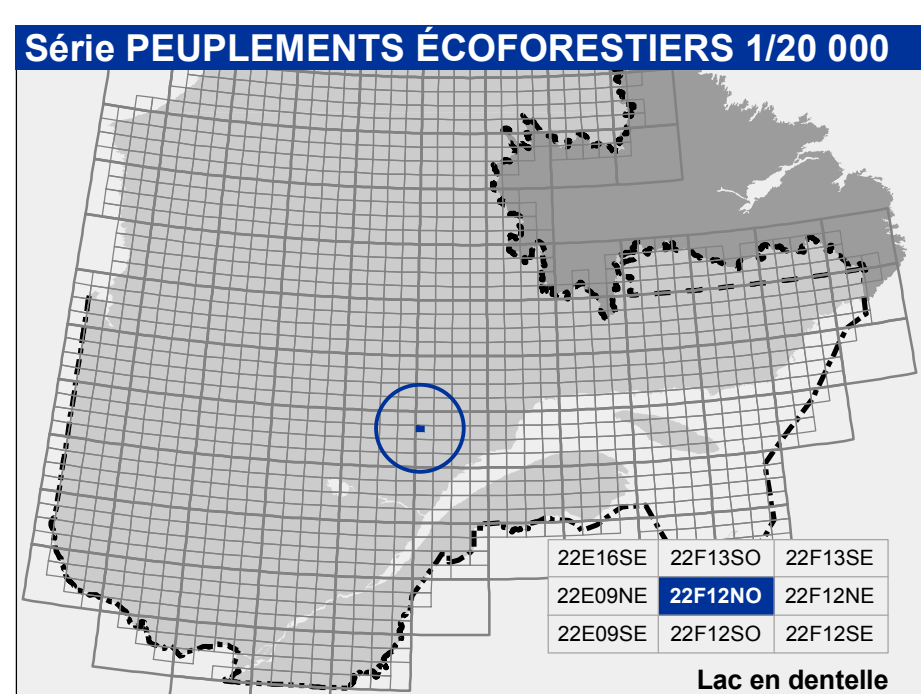 Série PEUPLEMENTS ÉCOFORESTIERS 1/20 000
22E16SE 22F13SO 22F13SE
22E09NE 22F12NO 22F12NE
22E09SE 22F12SO 22F12SE
Lac en dentelle